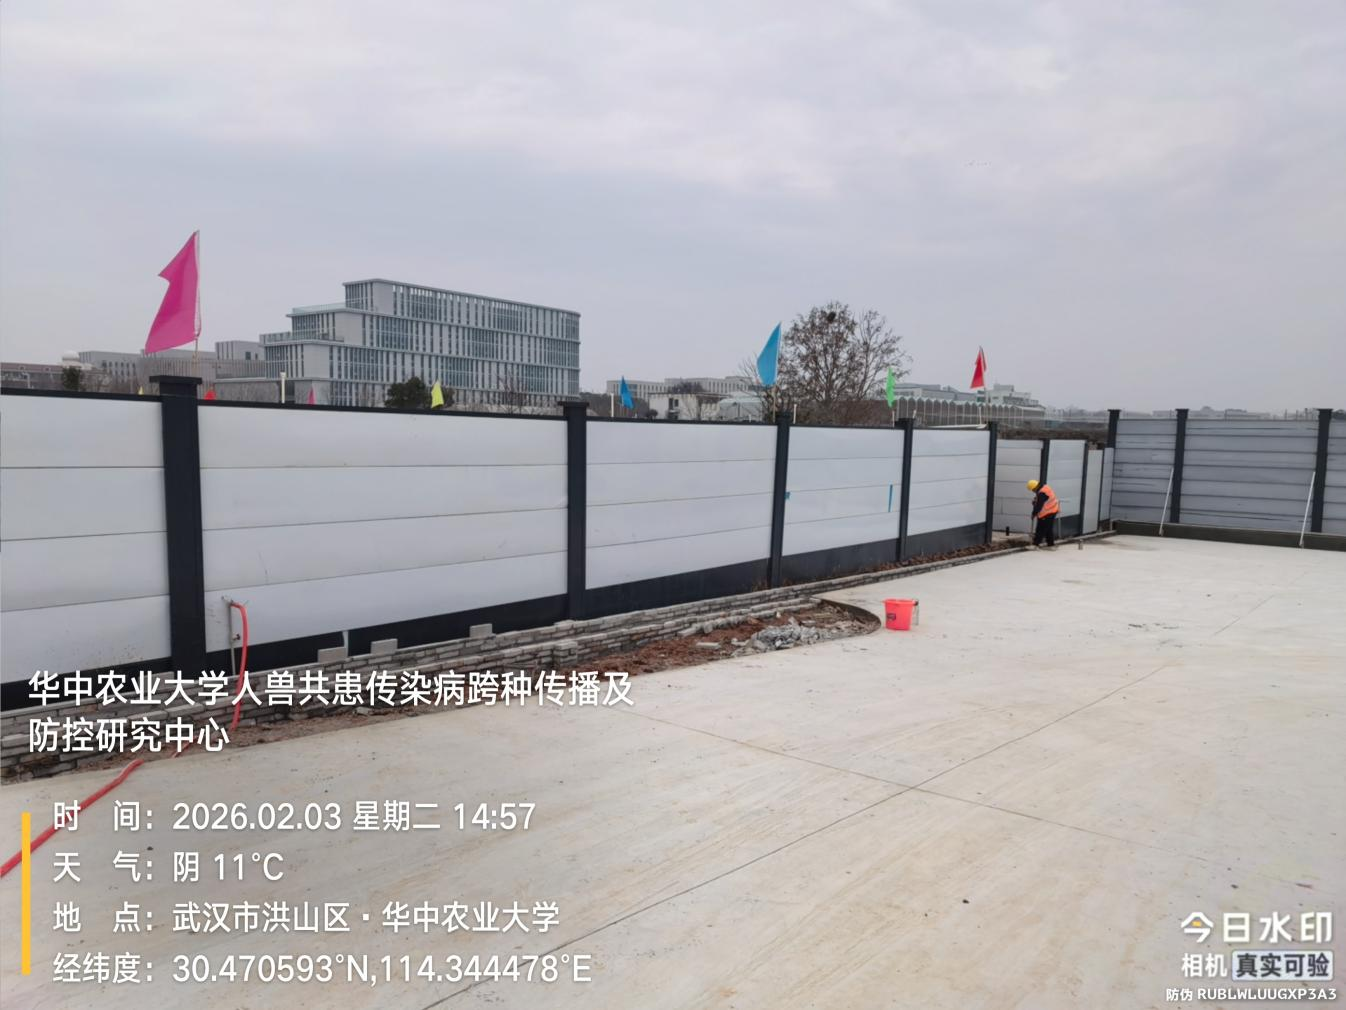 华中农业大学人兽共患传染病跨种传播及
防控研究中心
时 间：2026.02.03 星期二 14:57
天 气：阴 11℃
地 点：武汉市洪山区·华中农业大学
经纬度：30.470593°N,114.344478°E
今日水印
相机 真实可验
防伪 RUBLWLUUGXP3A3